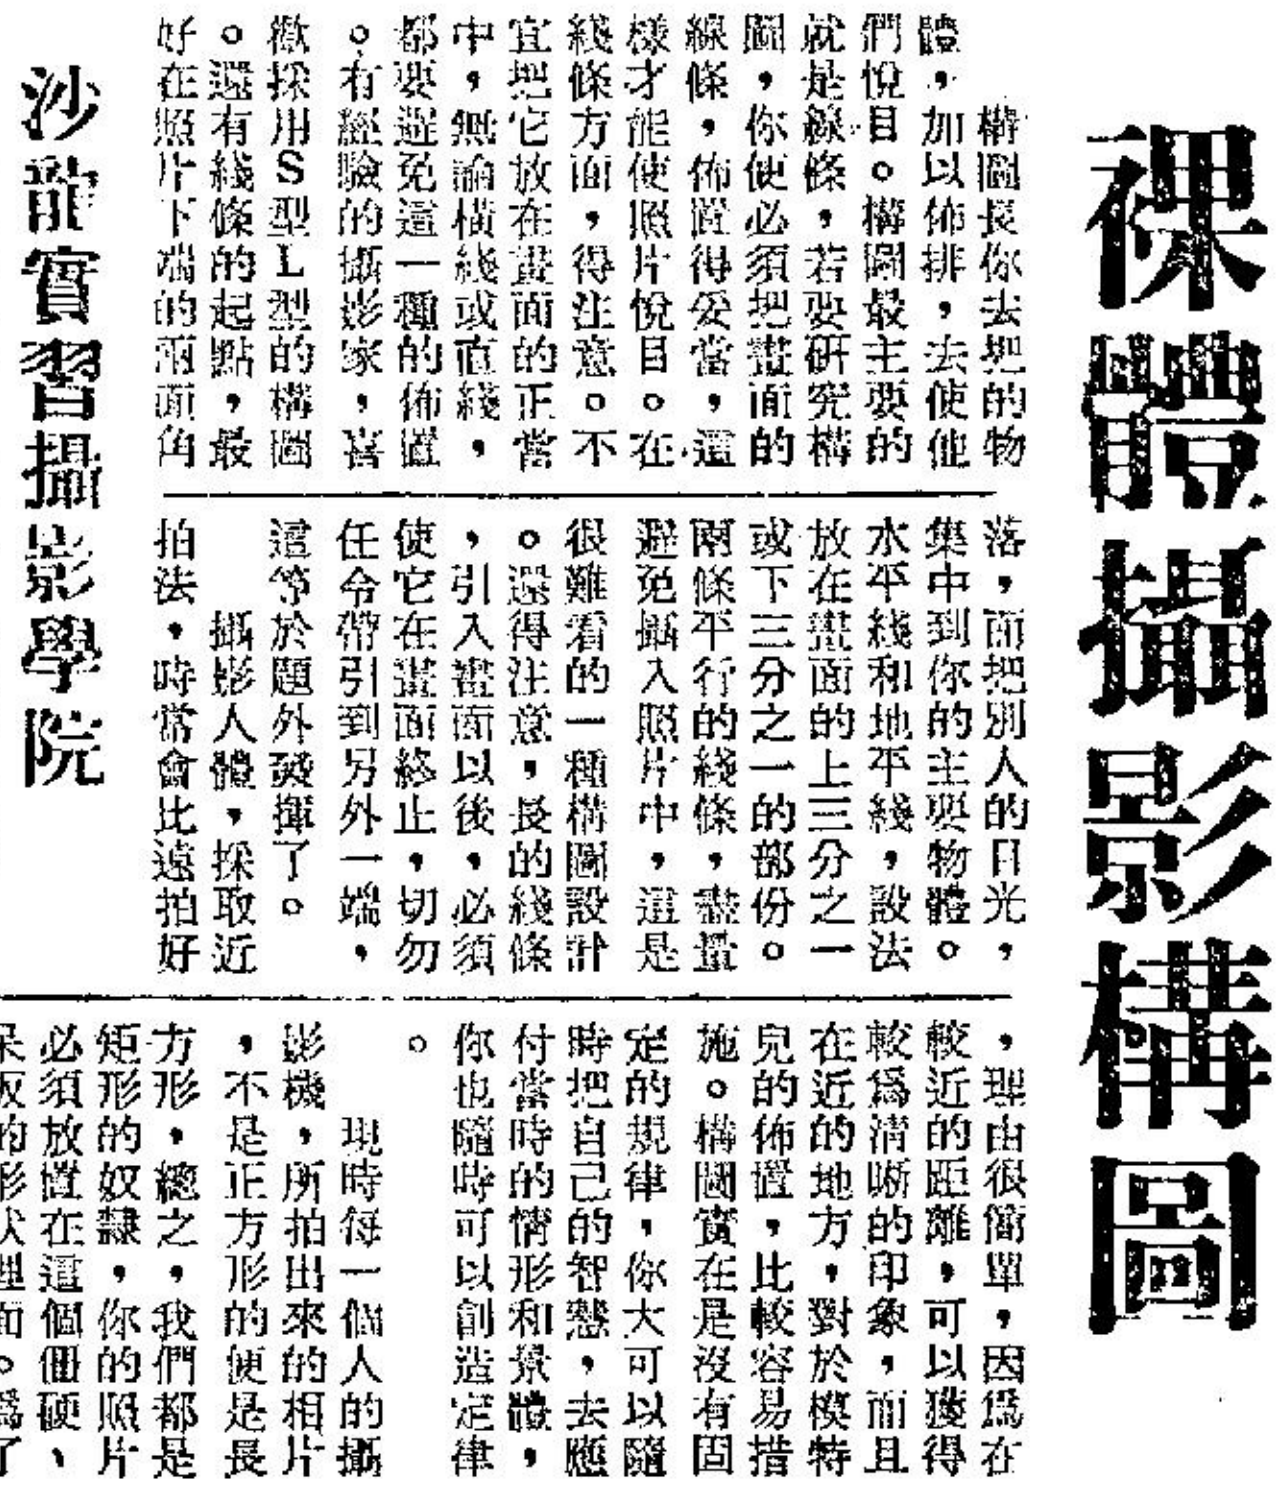 裸體攝影構圖
構圖長你去把的物
體，加以佈排，去使他
們悅目。構圖最主要的
就是線條，若要研究構
圖，你便必須把畫面的
線條，佈置得妥當，這
樣才能使照片悅目。在
綫條方面，得注意。不
宜把它放在畫面的正當
中，無論橫綫或直綫，
都要避免這一種的佈置
。有經驗的攝影家，喜
歡採用S型L型的構圖
。還有綫條的起點，最
好在照片下端的兩面角
落，而把別人的目光，
集中到你的主要物體。
水平綫和地平綫，設法
放在畫面的上三分之一
或下三分之一的部份。
兩條平行的綫條，盡量
避免攝入照片中，這是
很難看的一種構圖設計
。還得注意，長的綫條
，引入畫面以後，必須
使它在畫面終止，切勿
任令帶引到另外一端，
這等於題外發揮了。
攝影人體，採取近
拍法，時常會比遠拍好
，理由很簡單，因爲在
較近的距離，可以獲得
較爲清晰的印象，而且
在近的地方，對於模特
兒的佈置，比較容易措
施。構圖實在是沒有固
定的規律，你大可以隨
時把自己的智慧，去應
付當時的情形和景體，
你也隨時可以創造定律
。
現時每一個人的攝
影機，所拍出來的相片
，不是正方形的便是長
方形，總之，我們都是
矩形的奴隸，你的照片
必須放置在這個僵硬、
沙龍實習攝影學院